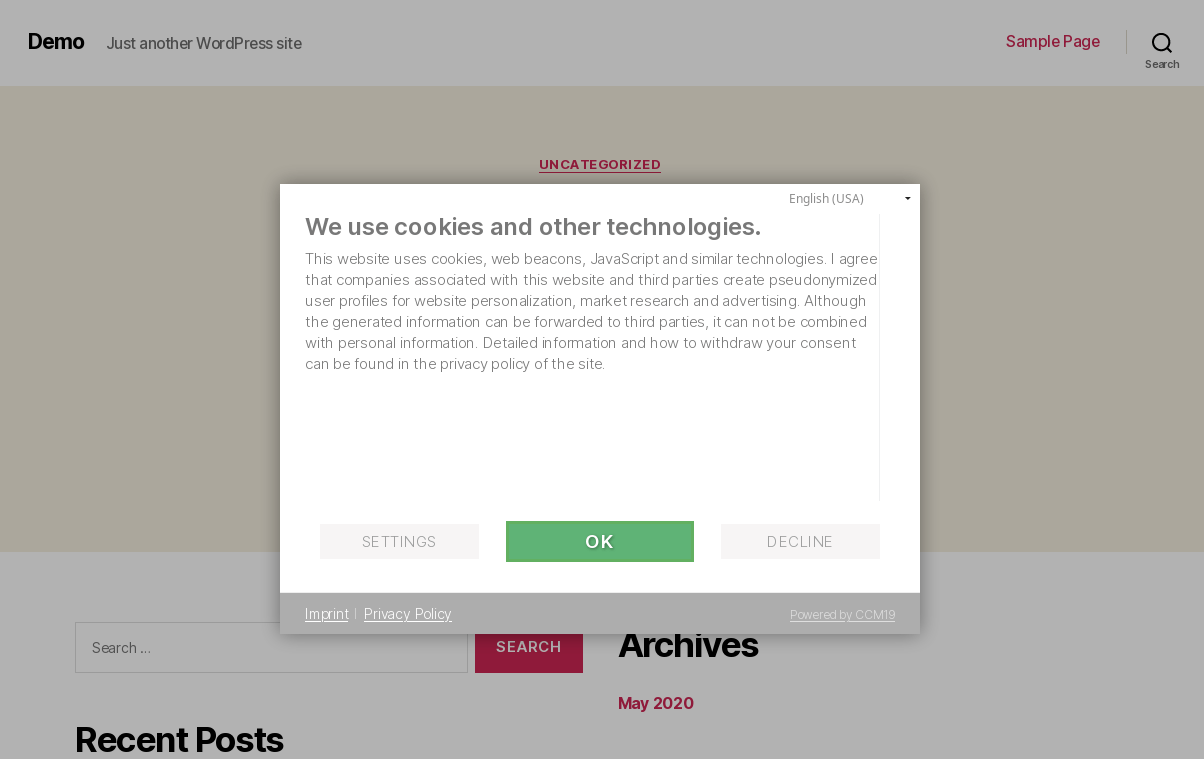 Demo
Just another WordPress site
Sample Page
Search
UNCATEGORIZED
English (USA)
We use cookies and other technologies.
This website uses cookies, web beacons, JavaScript and similar technologies. I agree
that companies associated with this website and third parties create pseudonymized
user profiles for website personalization, market research and advertising. Although
the generated information can be forwarded to third parties, it can not be combined
with personal information. Detailed information and how to withdraw your consent
can be found in the privacy policy of the site.
SETTINGS
OK
DECLINE
Imprint | Privacy Policy
Powered by CCM19
Search …
SEARCH
Archives
May 2020
Recent Posts